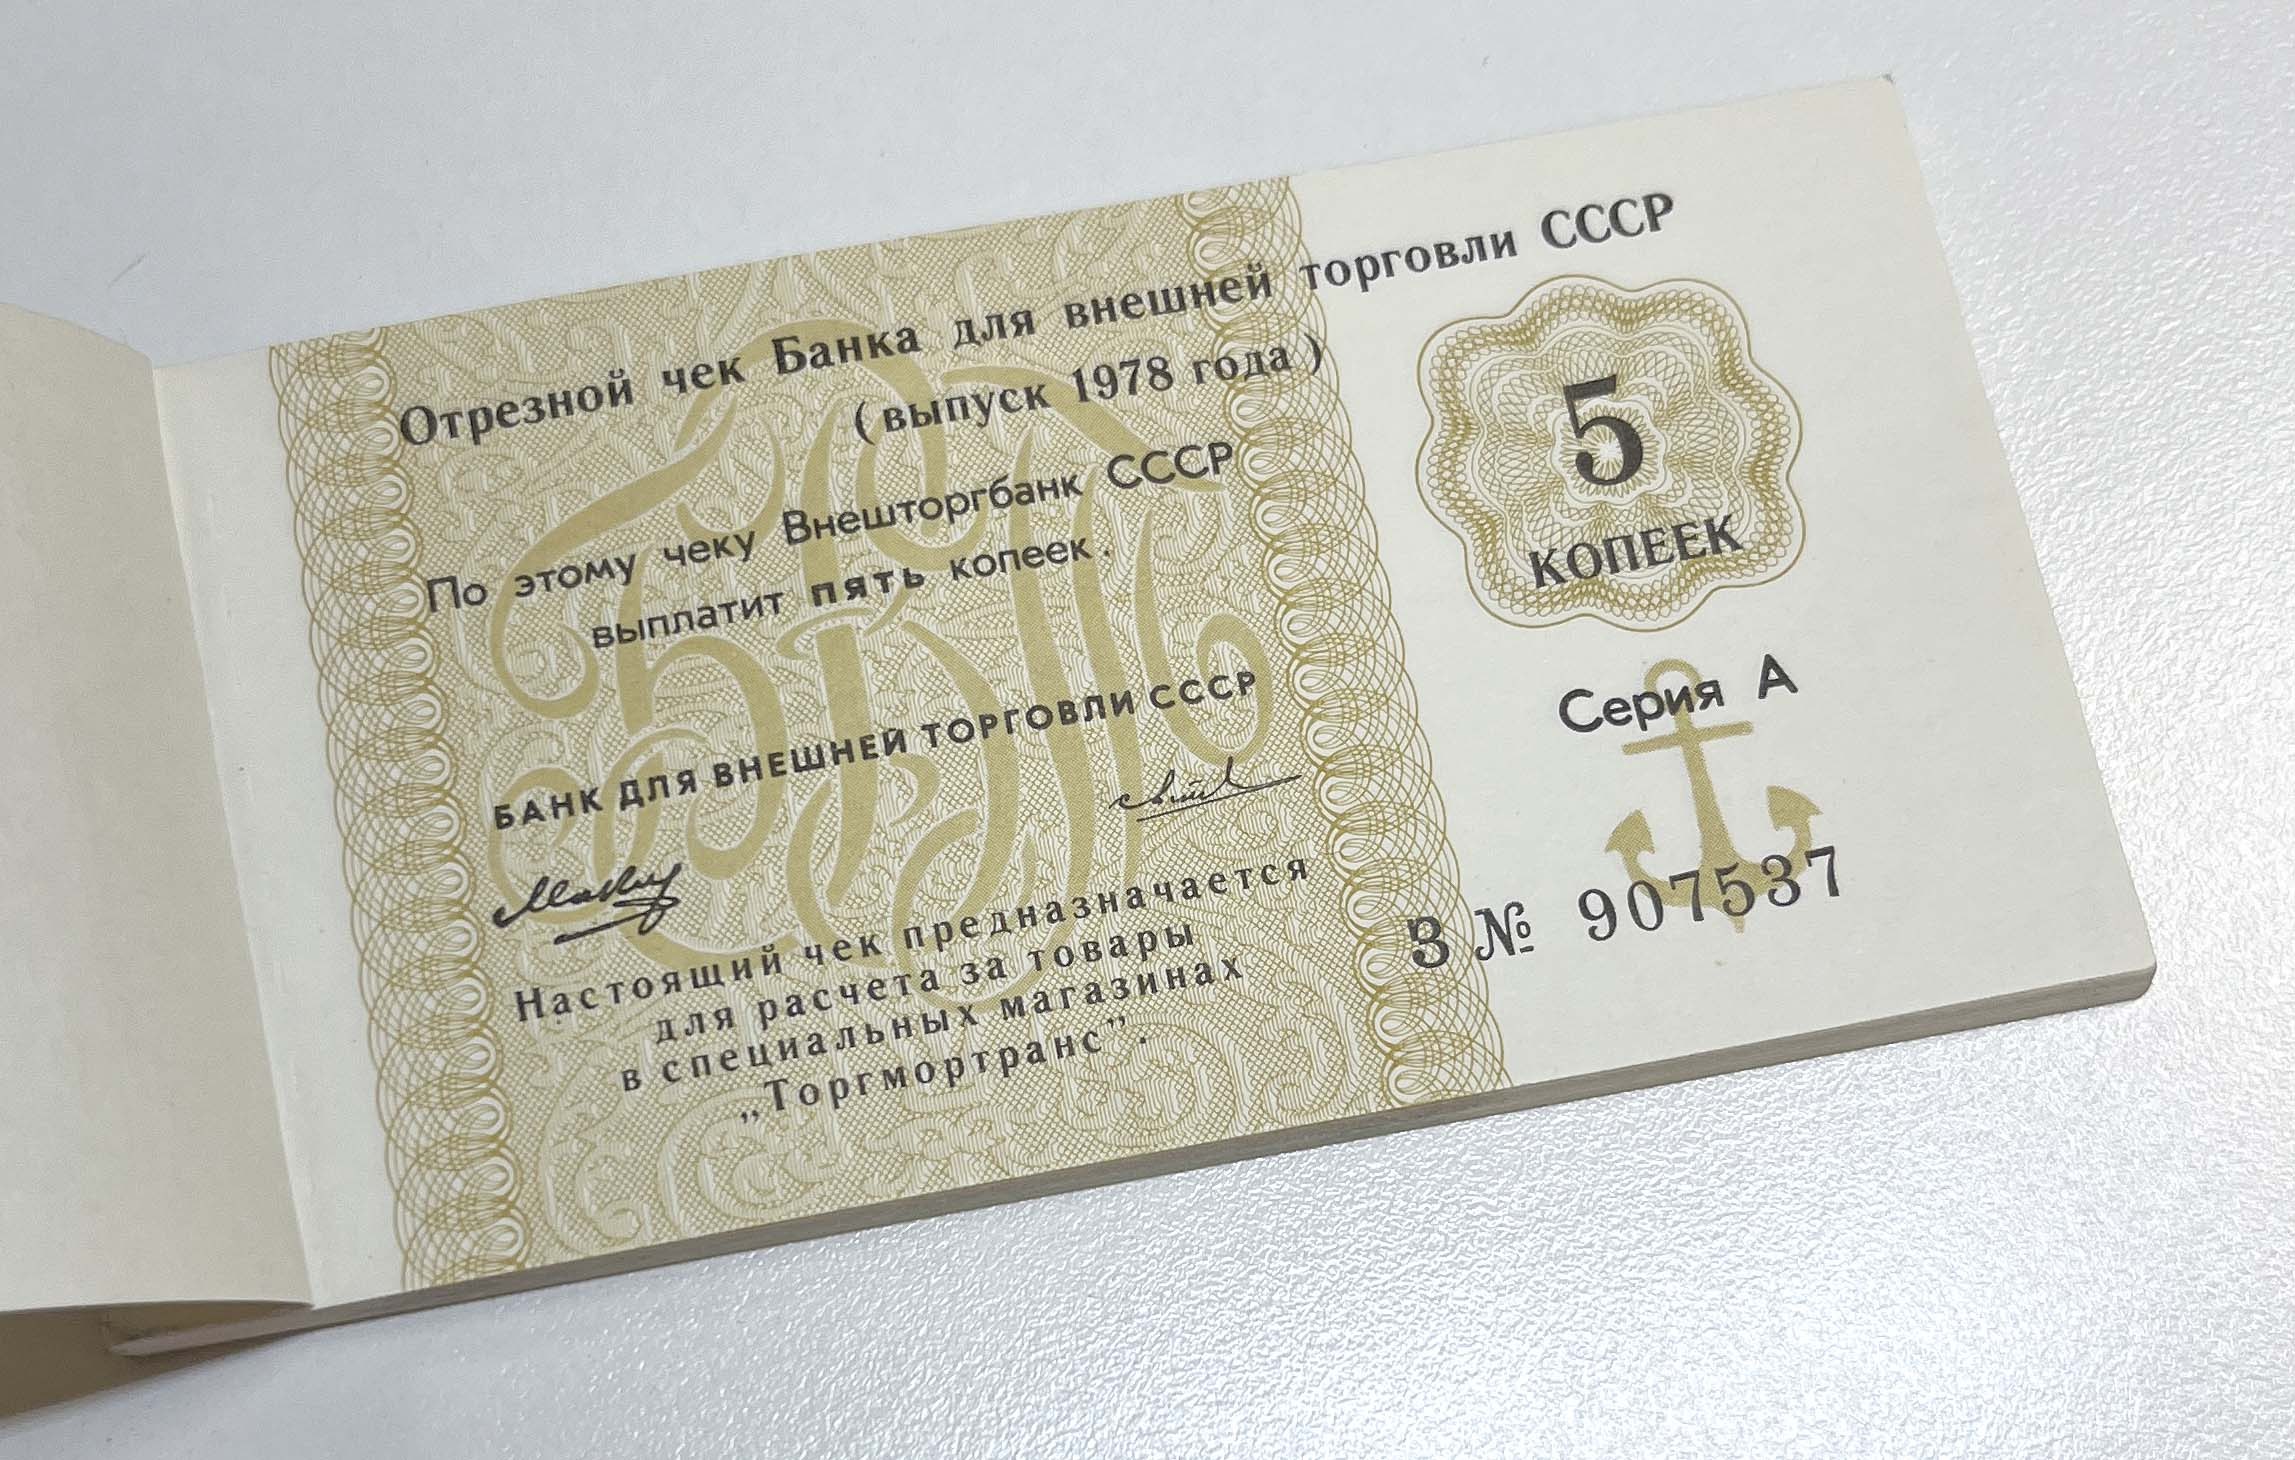 Отрезной чек Банка для внешней торговли СССР
( выпуск 1978 года )
По этому чеку Внешторгбанк СССР
выплатит пять копеек .
БАНК ДЛЯ ВНЕШНЕЙ ТОРГОВЛИ СССР
Настоящий чек предназначается
для расчета за товары
в специальных магазинах
„Торгмортранс”.
5
КОПЕЕК
Серия А
З № 907537